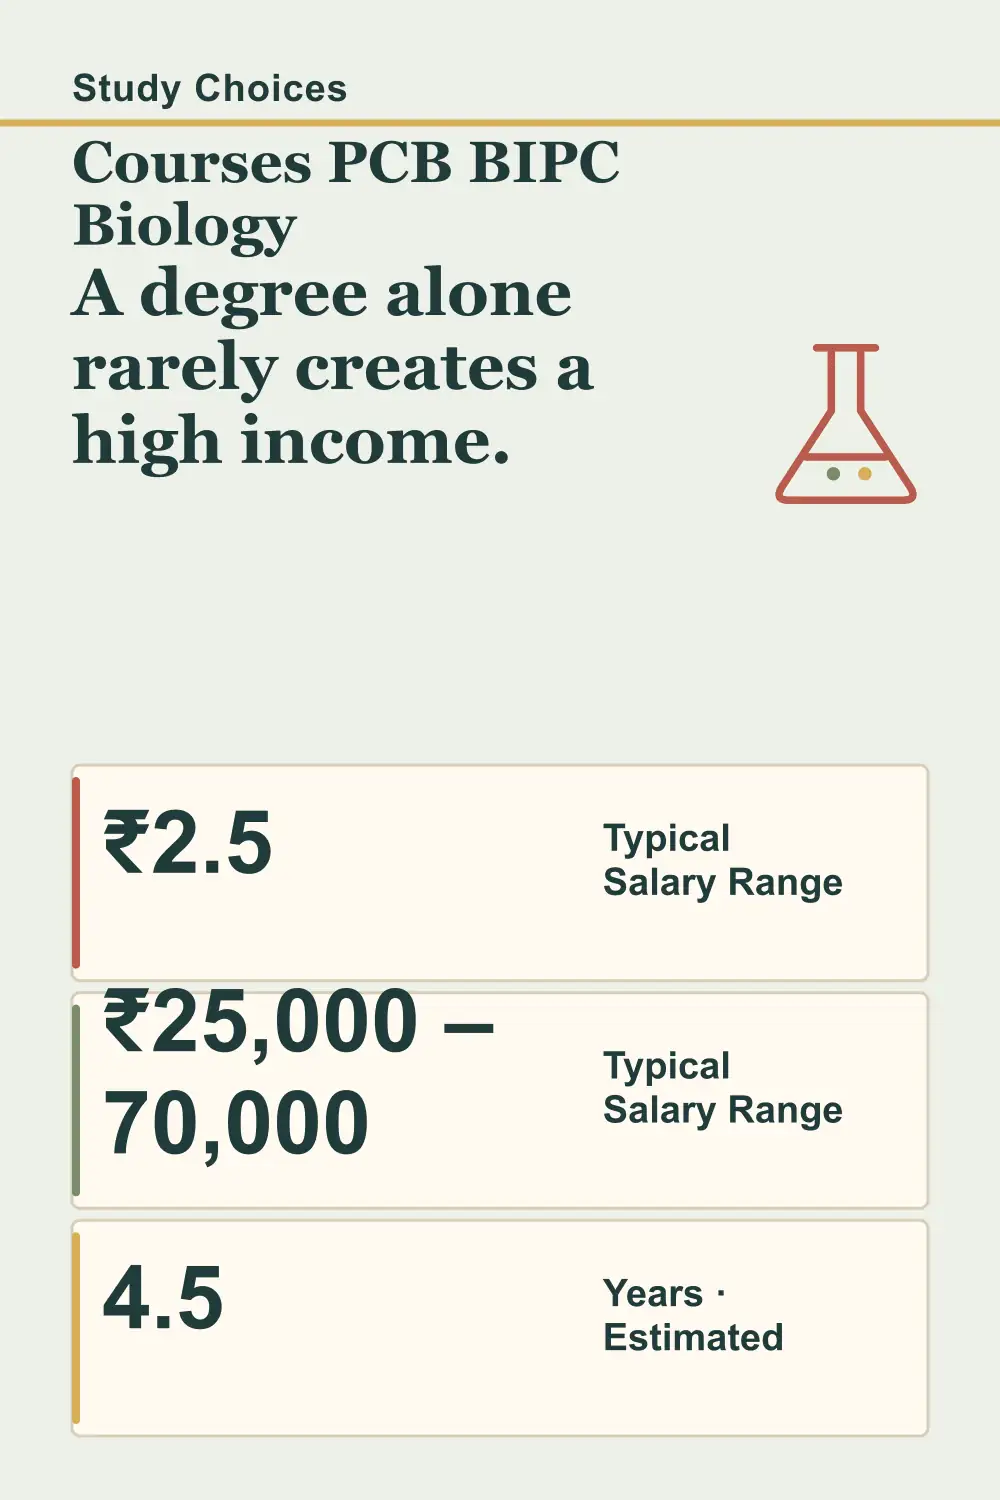 Study Choices
Courses PCB BIPC
Biology
A degree alone
rarely creates a
high income.
₹2.5
Typical
Salary Range
₹25,000 –
70,000
Typical
Salary Range
4.5
Years ·
Estimated